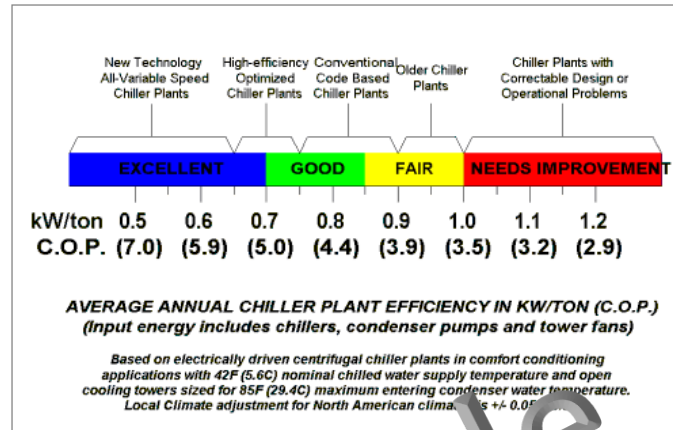 New Technology
All-Variable Speed
Chiller Plants
High-efficiency
Optimized
Chiller Plants
Conventional
Code Based
Chiller Plants
Older Chiller
Plants
Chiller Plants with
Correctable Design or
Operational Problems
EXCELLENT GOOD FAIR NEEDS IMPROVEMENT
kW/ton 0.5 0.6 0.7 0.8 0.9 1.0 1.1 1.2
C.O.P. (7.0) (5.9) (5.0) (4.4) (3.9) (3.5) (3.2) (2.9)
AVERAGE ANNUAL CHILLER PLANT EFFICIENCY IN KW/TON (C.O.P.)
(Input energy includes chillers, condenser pumps and tower fans)
Based on electrically driven centrifugal chiller plants in comfort conditioning
applications with 42F (5.6C) nominal chilled water supply temperature and open
cooling towers sized for 85F (29.4C) maximum entering condenser water temperature.
Local Climate adjustment for North American is +/-